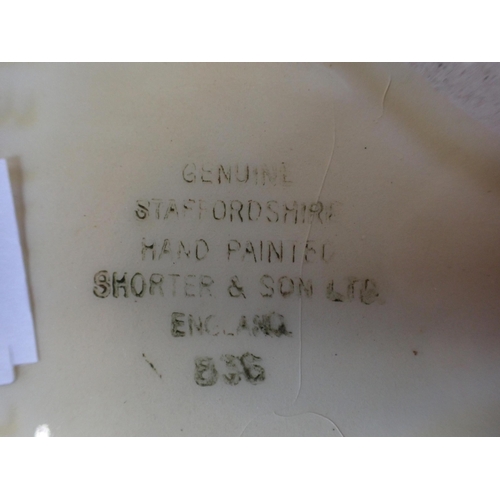 GENUINE
STAFFORDSHIRE
HAND PAINTED
SHORTER & SON LTD.
ENGLAND.
836